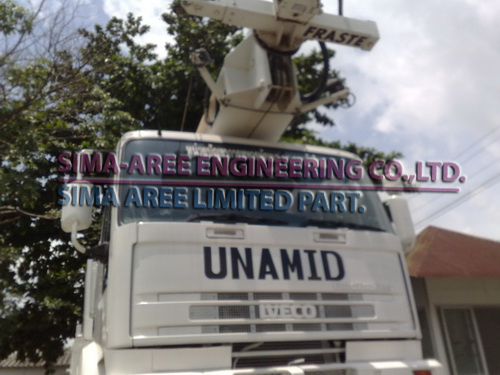 FRASTE
SIMA-AREE ENGINEERING CO.,LTD.
SIMA AREE LIMITED PART.
UNAMID
IVECO